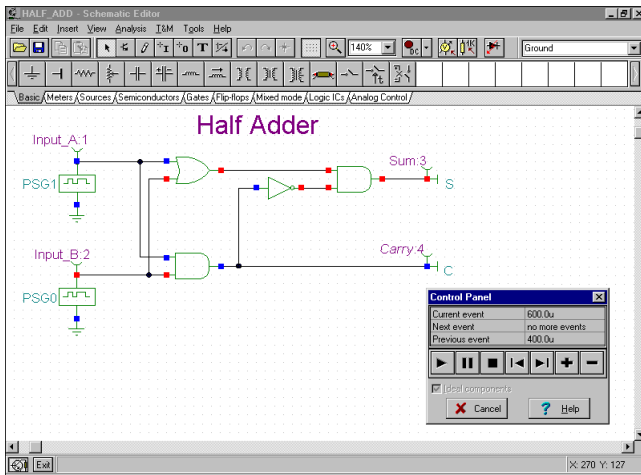 HALF_ADD - Schematic Editor
File Edit Insert View Analysis T&M Tools Help
T 140% DC Ground
Basic Meters Sources Semiconductors Gates Flip-flops Mixed mode Logic ICs Analog Control
Half Adder
Input_A:1
PSG1
Sum:3
S
Input_B:2
PSG0
Carry:4
C
Control Panel
Current event 600.0u
Next event no more events
Previous event 400.0u
Ideal components
Cancel ? Help
Exit X: 270 Y: 127